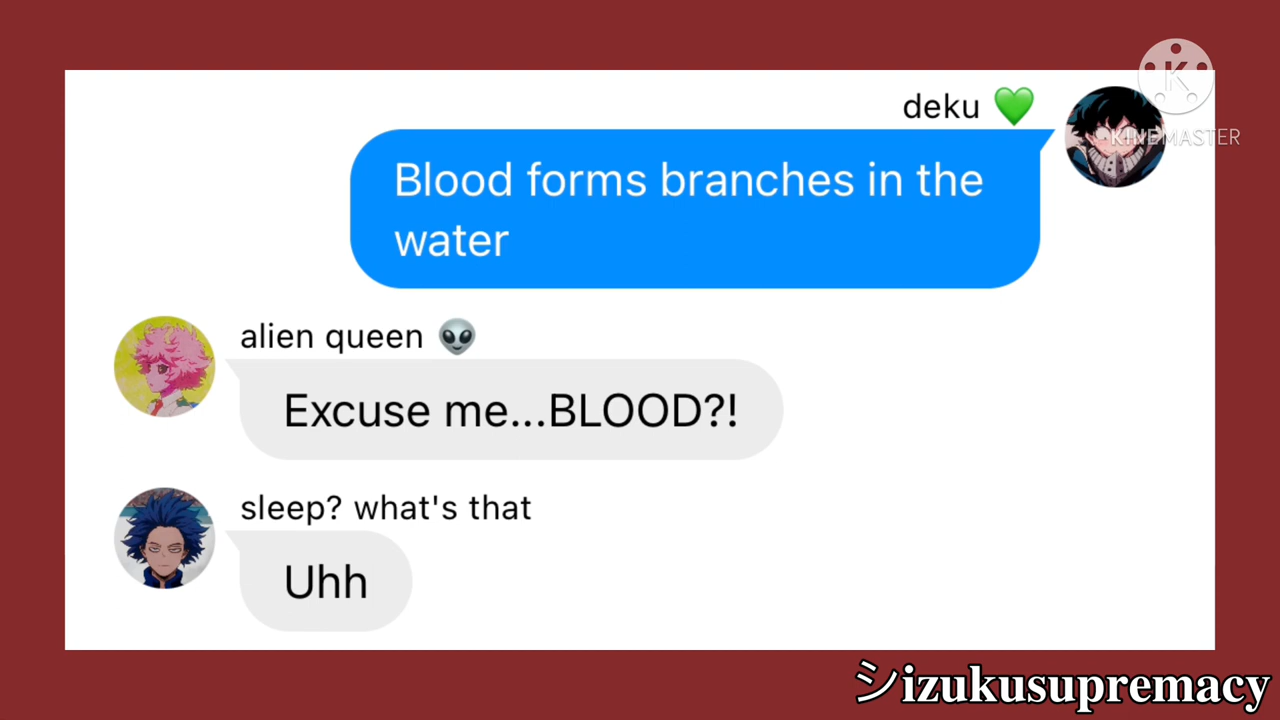 deku 💚
KINEMASTER
Blood forms branches in the
water
alien queen 👽
Excuse me...BLOOD?!
sleep? what's that
Uhh
シizukusupremacy